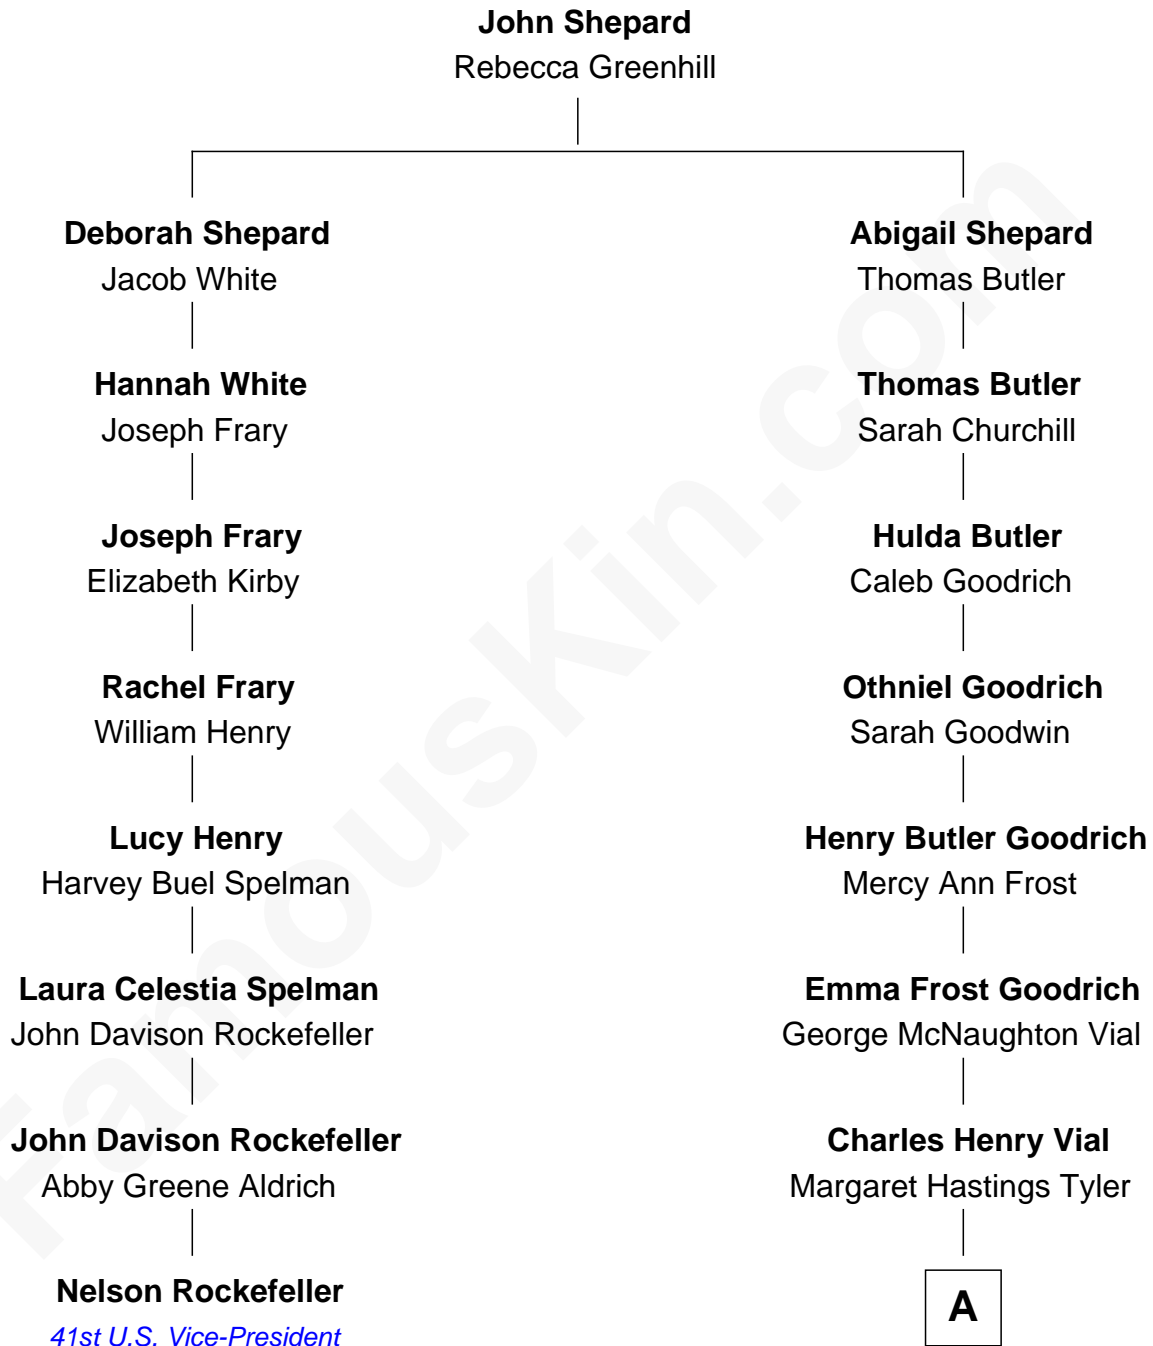 John Shepard
Rebecca Greenhill
Deborah Shepard
Jacob White
Abigail Shepard
Thomas Butler
Hannah White
Joseph Frary
Thomas Butler
Sarah Churchill
Joseph Frary
Elizabeth Kirby
Hulda Butler
Caleb Goodrich
Rachel Frary
William Henry
Othniel Goodrich
Sarah Goodwin
Lucy Henry
Harvey Buel Spelman
Henry Butler Goodrich
Mercy Ann Frost
Laura Celestia Spelman
John Davison Rockefeller
Emma Frost Goodrich
George McNaughton Vial
John Davison Rockefeller
Abby Greene Aldrich
Charles Henry Vial
Margaret Hastings Tyler
Nelson Rockefeller
41st U.S. Vice-President
A
FamousKin.com